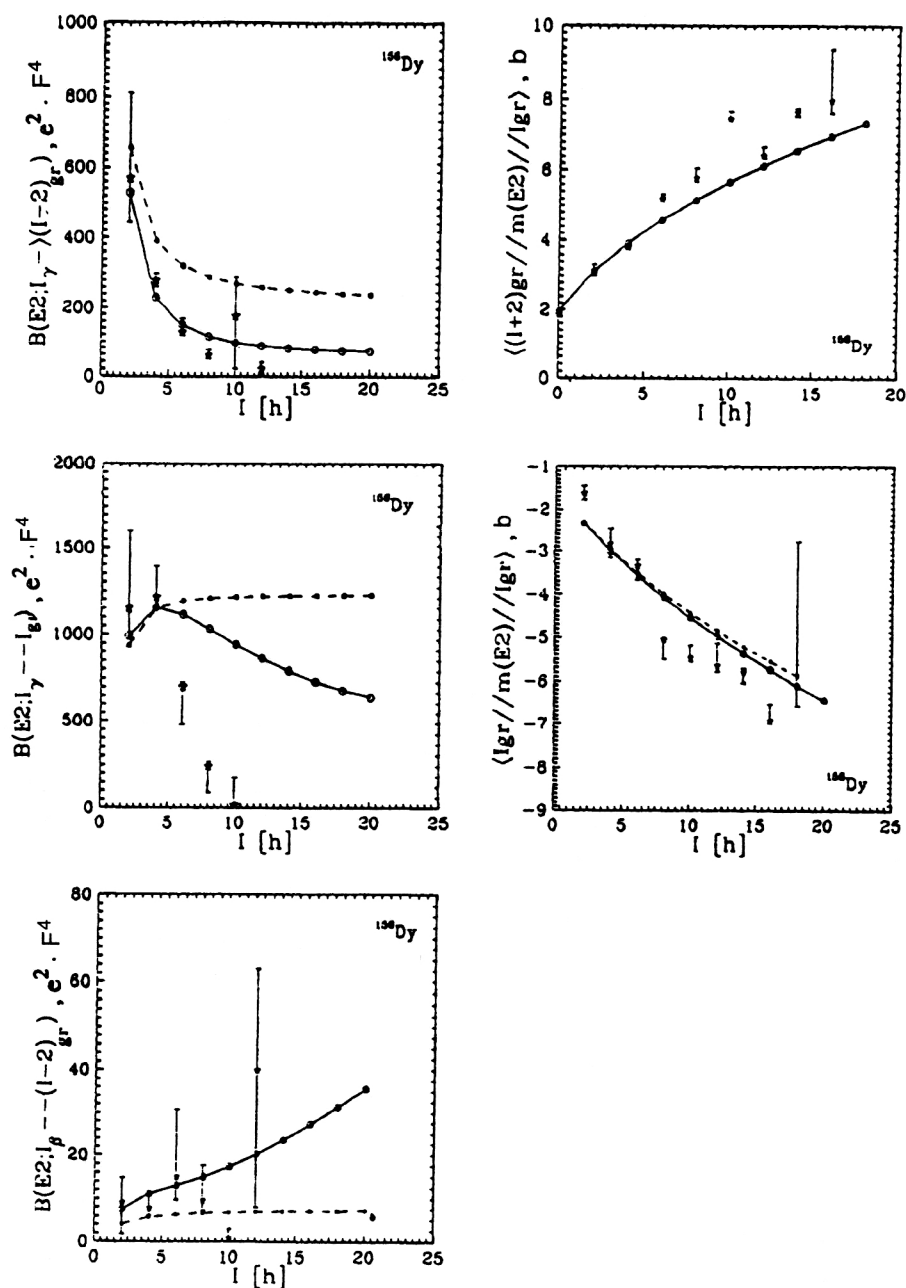 B(E2;I_γ->(I-2)_gr), e²·F⁴
1000
800
600
400
200
0
¹⁵⁶Dy
0 5 10 15 20 25
I [h]
⟨(I+2)gr//m(E2)//Igr⟩, b
10
8
6
4
2
0
¹⁵⁶Dy
0 5 10 15 20
I [h]
B(E2;I_γ---I_gr), e²·F⁴
2000
1500
1000
500
0
¹⁵⁶Dy
0 5 10 15 20 25
I [h]
⟨Igr//m(E2)//Igr⟩, b
-1
-2
-3
-4
-5
-6
-7
-8
-9
¹⁵⁶Dy
0 5 10 15 20 25
I [h]
B(E2;I_β---(I-2)_gr), e²·F⁴
80
60
40
20
0
¹⁵⁶Dy
0 5 10 15 20 25
I [h]